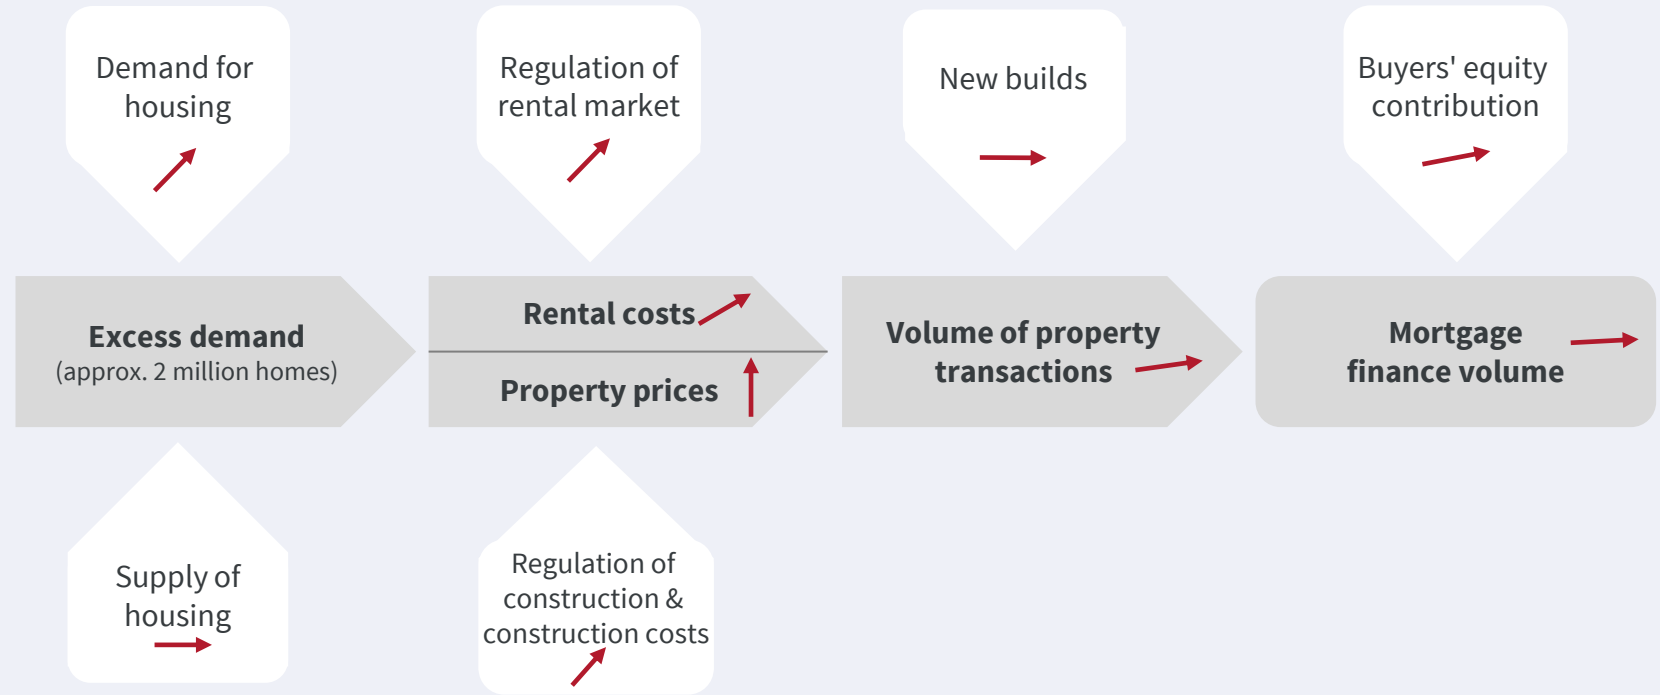 Demand for
housing
Regulation of
rental market
New builds
Buyers' equity
contribution
Excess demand
(approx. 2 million homes)
Rental costs
Property prices
Volume of property
transactions
Mortgage
finance volume
Supply of
housing
Regulation of
construction &
construction costs